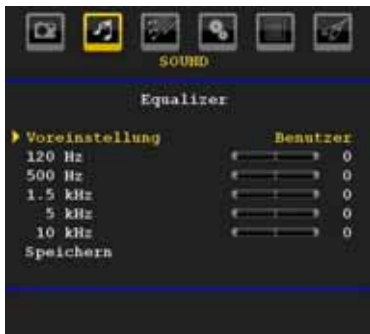 SOUND
Equalizer
Voreinstellung Benutzer
120 Hz 0
500 Hz 0
1.5 kHz 0
5 kHz 0
10 kHz 0
Speichern